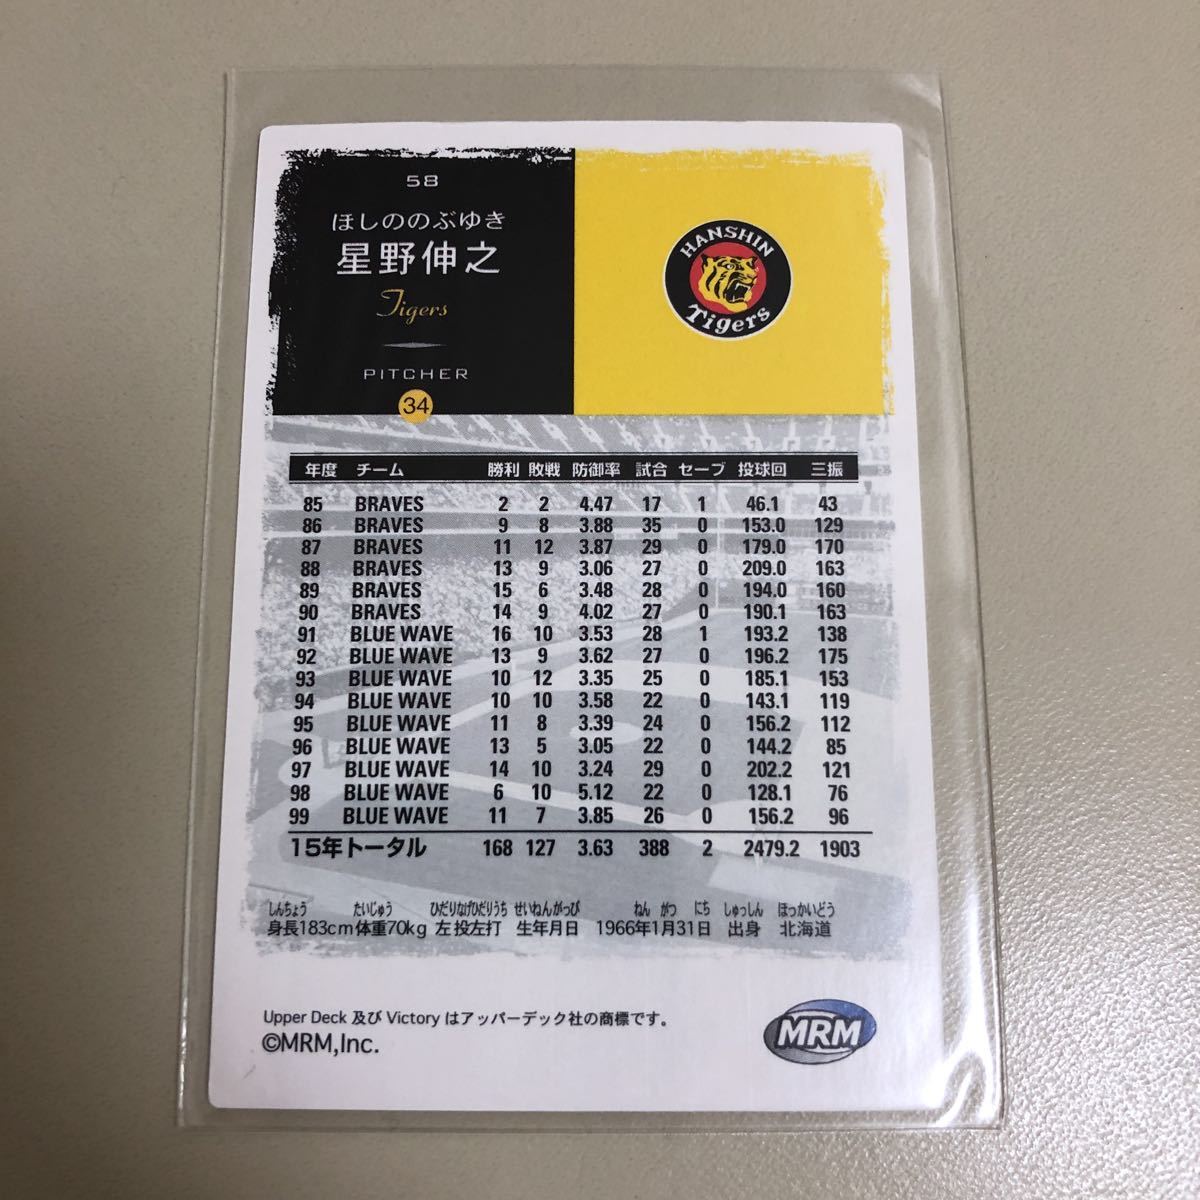 58
ほしののぶゆき
星野伸之
Tigers
PITCHER
34
HANSHIN
Tigers
年度 チーム 勝利 敗戦 防御率 試合 セーブ 投球回 三振
85 BRAVES 2 2 4.47 17 1 46.1 43
86 BRAVES 9 8 3.88 35 0 153.0 129
87 BRAVES 11 12 3.87 29 0 179.0 170
88 BRAVES 13 9 3.06 27 0 209.0 163
89 BRAVES 15 6 3.48 28 0 194.0 160
90 BRAVES 14 9 4.02 27 0 190.1 163
91 BLUE WAVE 16 10 3.53 28 1 193.2 138
92 BLUE WAVE 13 9 3.62 27 0 196.2 175
93 BLUE WAVE 10 12 3.35 25 0 185.1 153
94 BLUE WAVE 10 10 3.58 22 0 143.1 119
95 BLUE WAVE 11 8 3.39 24 0 156.2 112
96 BLUE WAVE 13 5 3.05 22 0 144.2 85
97 BLUE WAVE 14 10 3.24 29 0 202.2 121
98 BLUE WAVE 6 10 5.12 22 0 128.1 76
99 BLUE WAVE 11 7 3.85 26 0 156.2 96
15年トータル 168 127 3.63 388 2 2479.2 1903
しんちょう たいじゅう ひだりなげひだりうち せいねんがっぴ ねん がつ にち しゅっしん ほっかいどう
身長183cm 体重70kg 左投左打 生年月日 1966年1月31日 出身 北海道
Upper Deck 及び Victory はアッパーデック社の商標です。
©MRM,Inc.
MRM